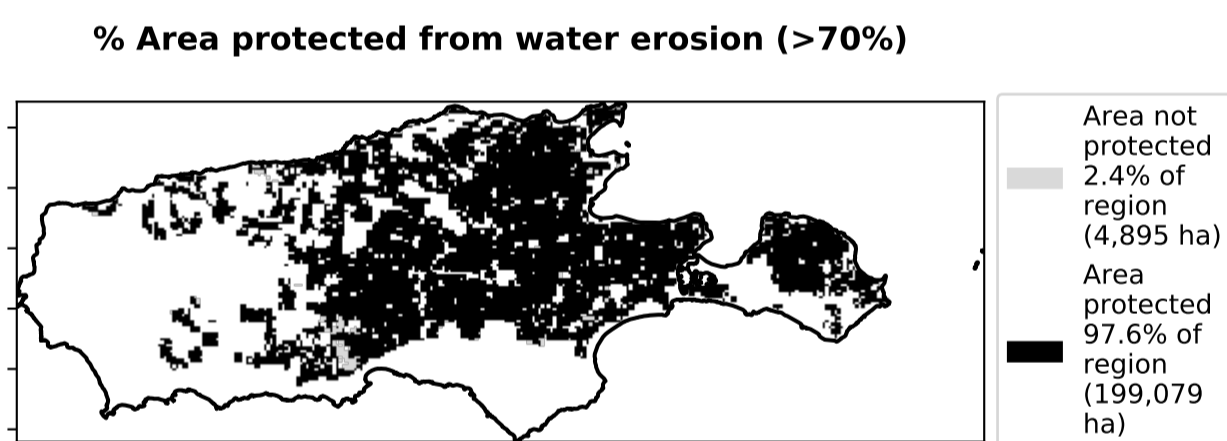 % Area protected from water erosion (>70%)
Area not
protected
2.4% of
region
(4,895 ha)
Area
protected
97.6% of
region
(199,079
ha)